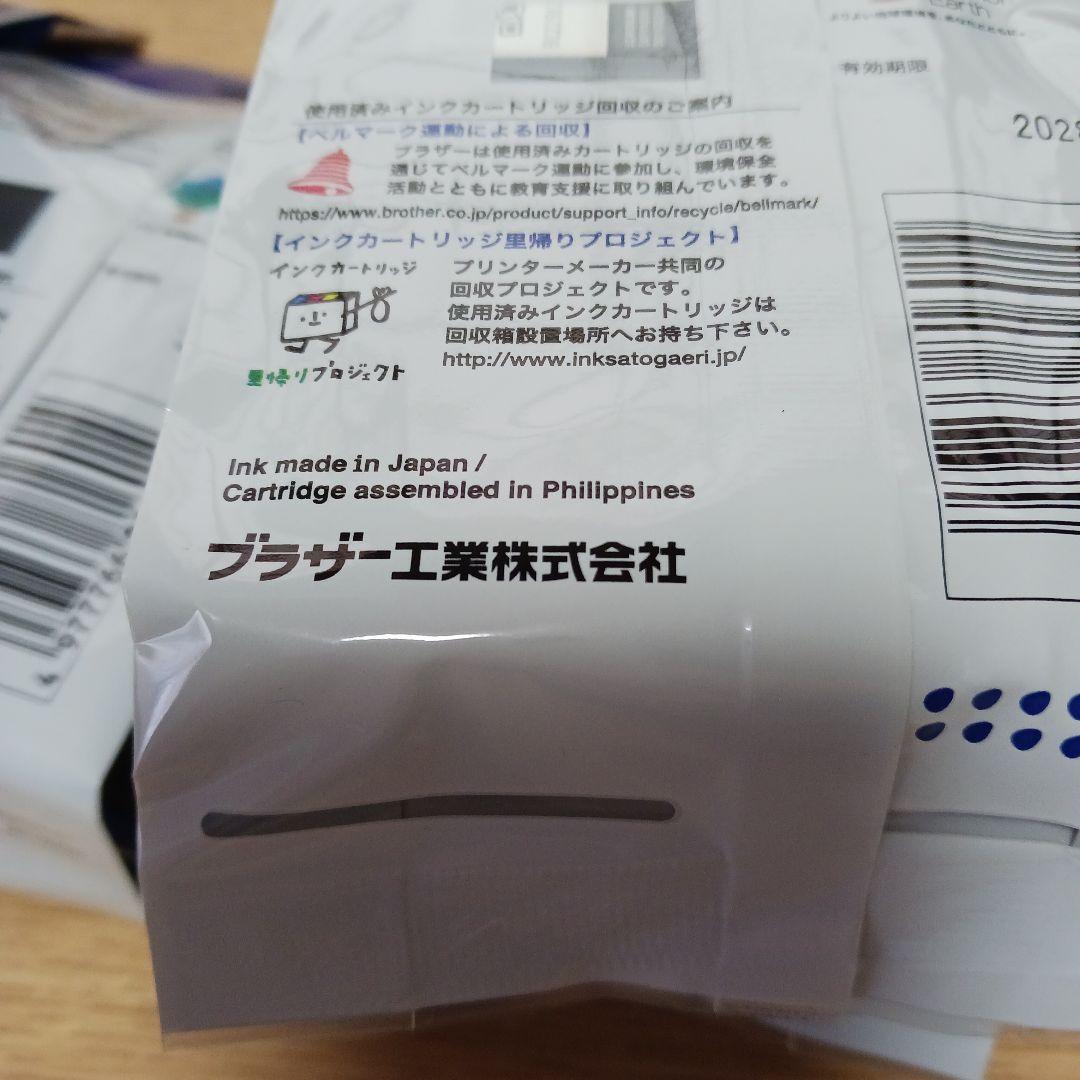 Earth
有効期限
使用済みインクカートリッジ回収のご案内
【ベルマーク運動による回収】
ブラザーは使用済みカートリッジの回収を
通じてベルマーク運動に参加し、環境保全
活動とともに教育支援に取り組んでいます。
https://www.brother.co.jp/product/support_info/recycle/bellmark/
【インクカートリッジ里帰りプロジェクト】
インクカートリッジ
里帰りプロジェクト
プリンターメーカー共同の
回収プロジェクトです。
使用済みインクカートリッジは
回収箱設置場所へお持ち下さい。
http://www.inksatogaeri.jp/
Ink made in Japan /
Cartridge assembled in Philippines
ブラザー工業株式会社